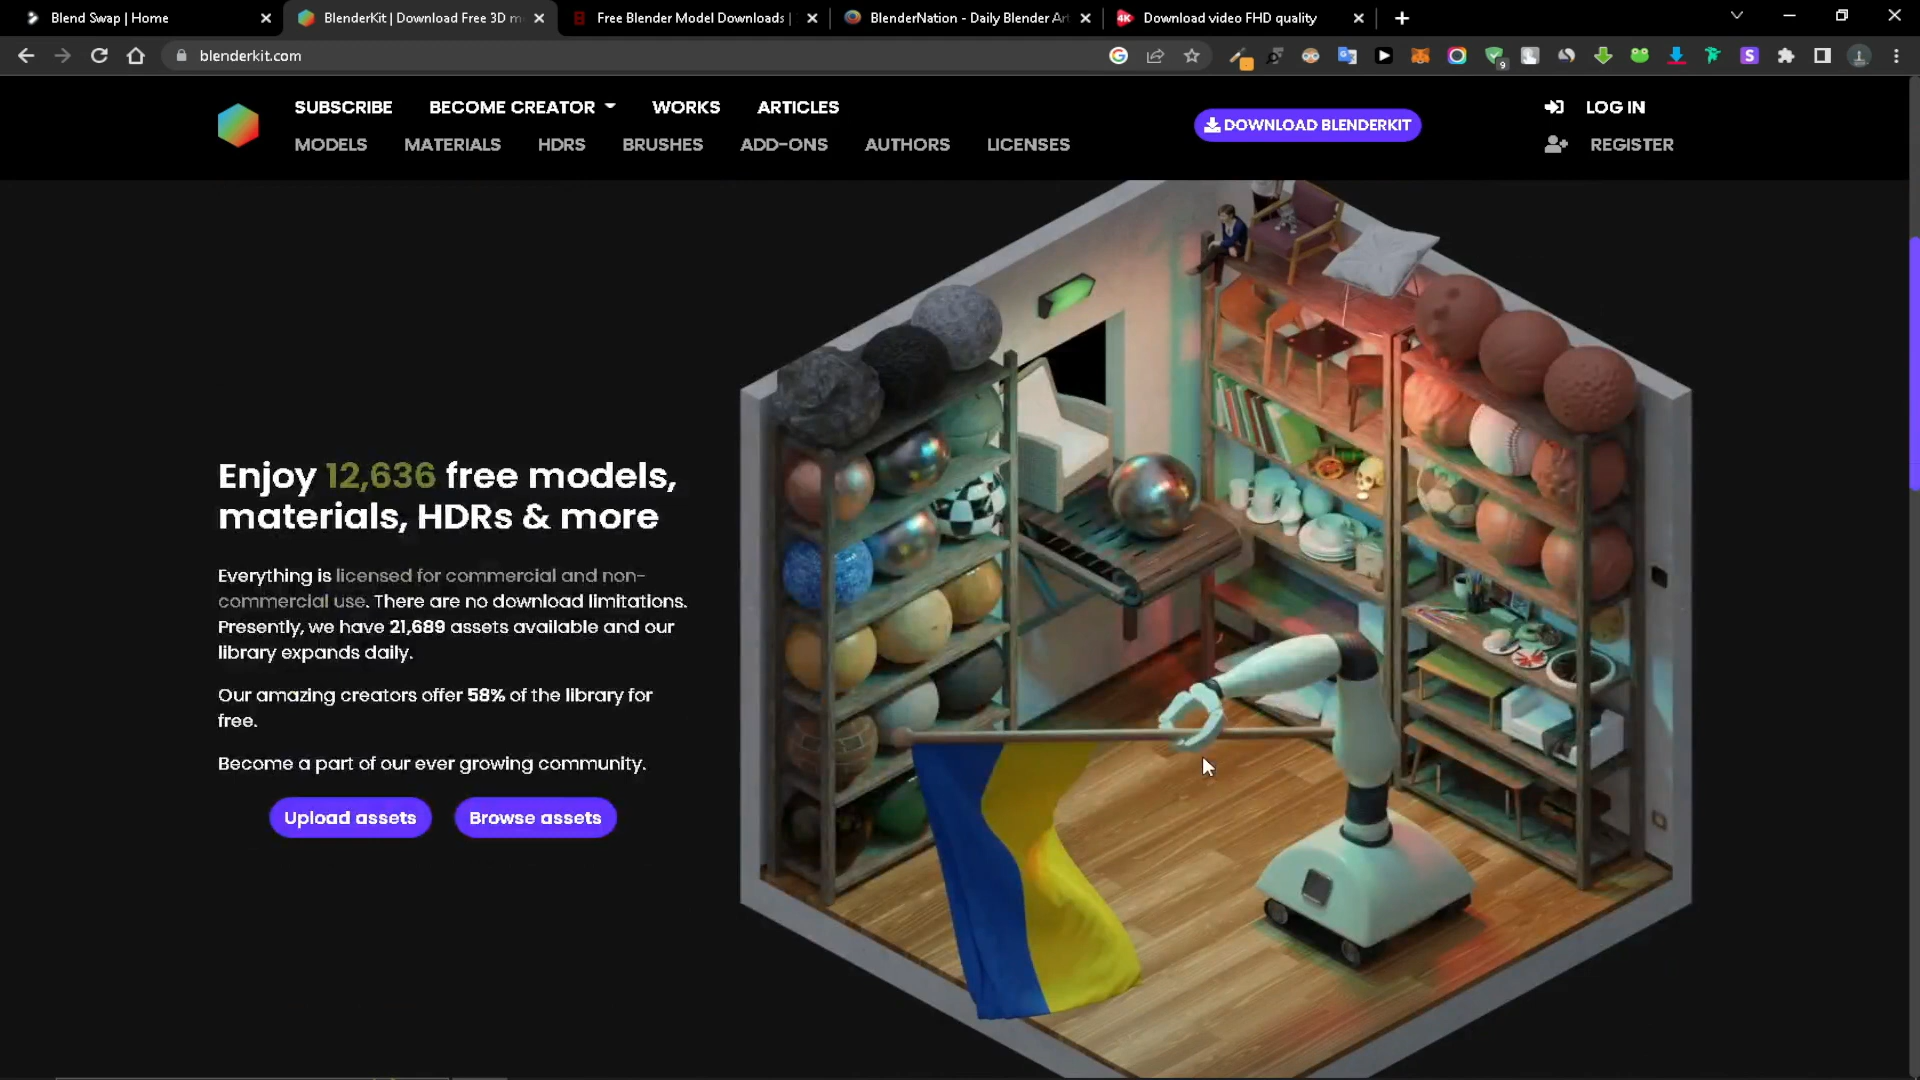 Blend Swap | Home
BlenderKit | Download Free 3D m
Free Blender Model Downloads |
BlenderNation - Daily Blender Ar
4K
Download video FHD quality
blenderkit.com
9
SUBSCRIBE
BECOME CREATOR
WORKS
ARTICLES
DOWNLOAD BLENDERKIT
LOG IN
MODELS
MATERIALS
HDRS
BRUSHES
ADD-ONS
AUTHORS
LICENSES
REGISTER
Enjoy 12,636 free models,
materials, HDRs & more
Everything is licensed for commercial and non-
commercial use. There are no download limitations.
Presently, we have 21,689 assets available and our
library expands daily.
Our amazing creators offer 58% of the library for
free.
Become a part of our ever growing community.
Upload assets
Browse assets